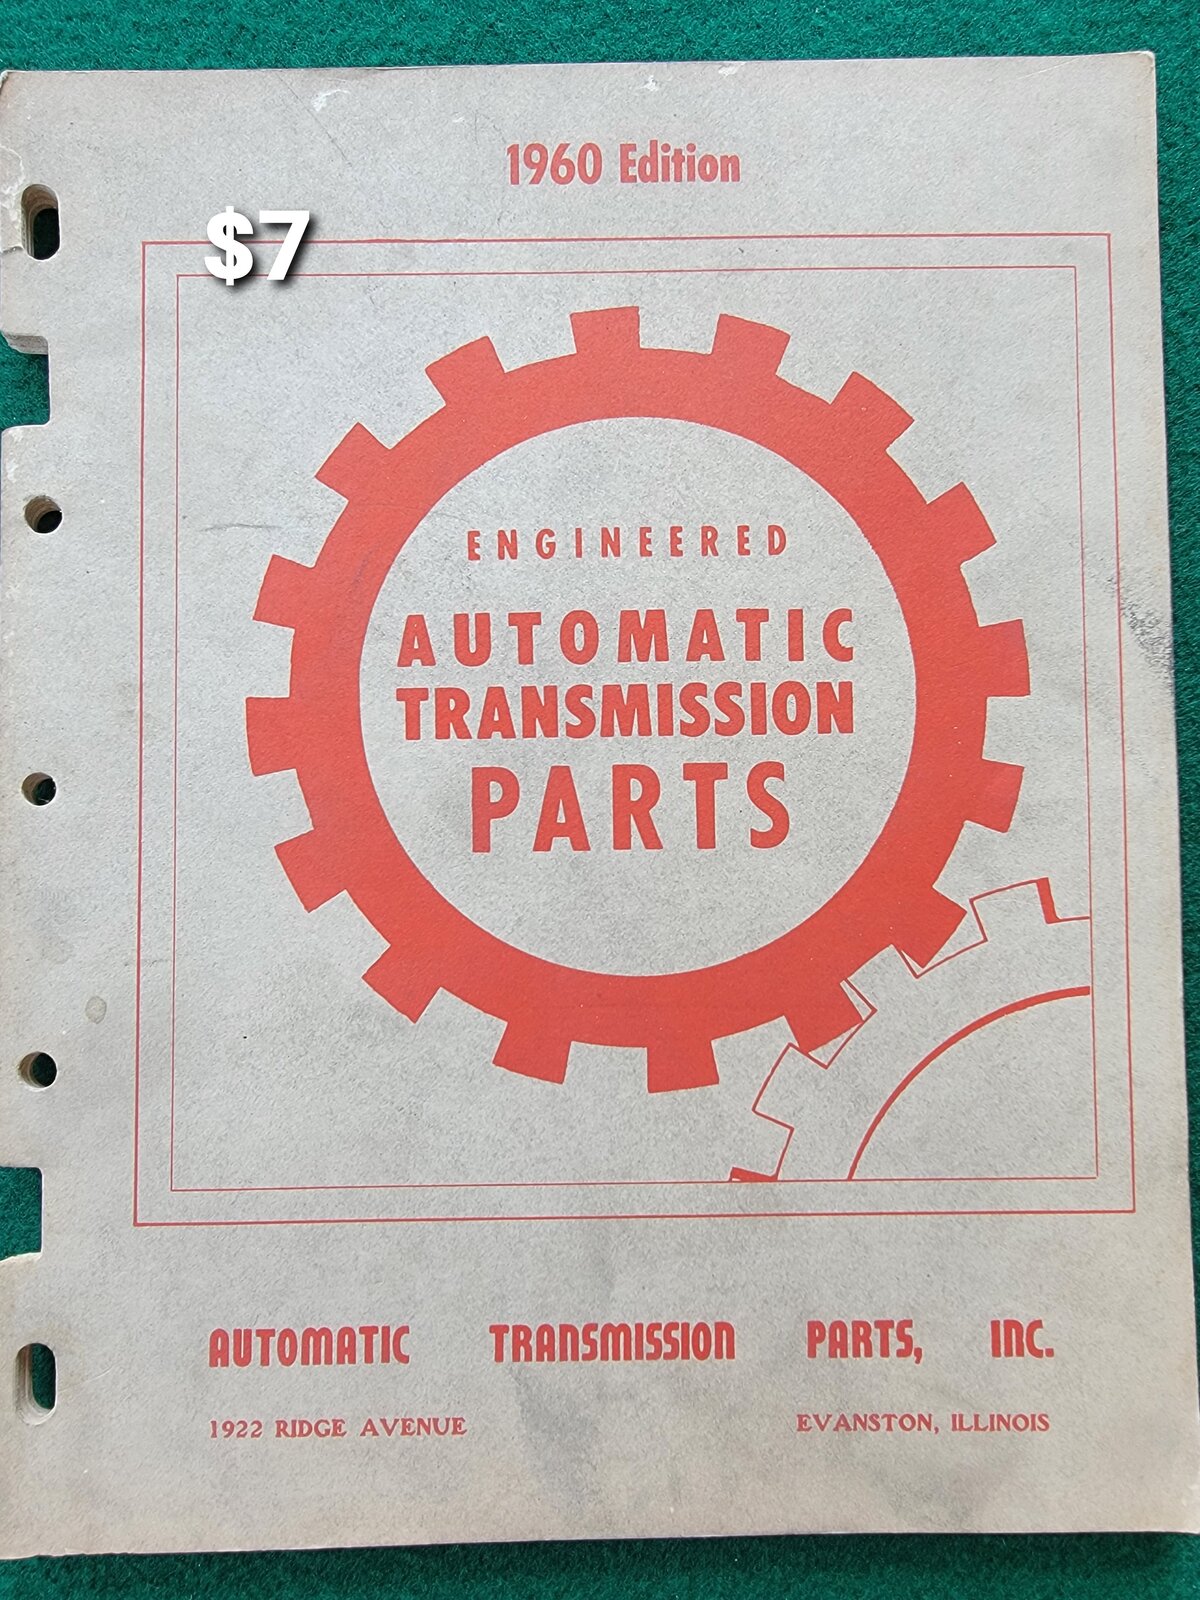 1960 Edition
$7
ENGINEERED
AUTOMATIC
TRANSMISSION
PARTS
AUTOMATIC TRANSMISSION PARTS, INC.
1922 RIDGE AVENUE EVANSTON, ILLINOIS